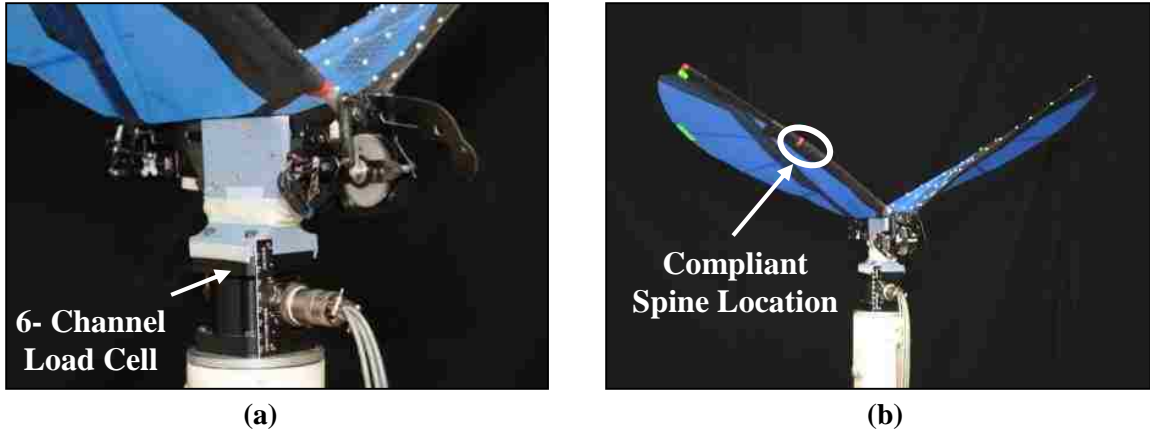 6- Channel
Load Cell
Compliant
Spine Location
(a)
(b)